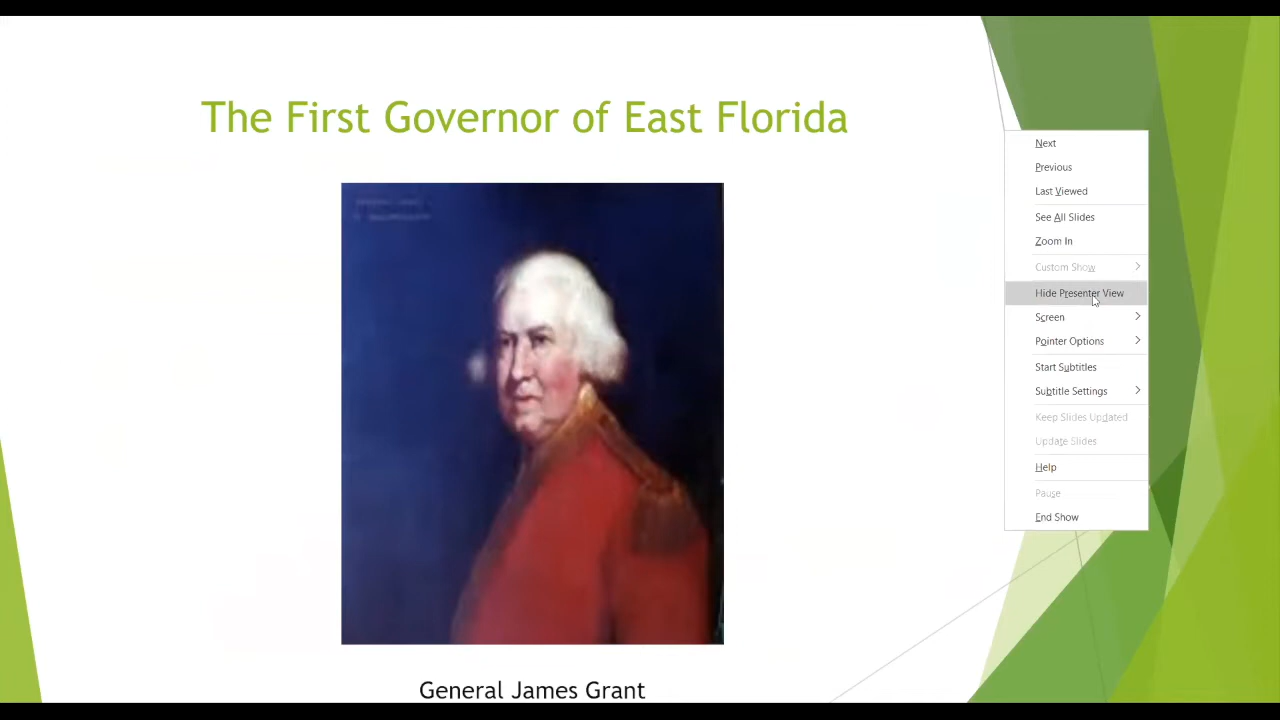 The First Governor of East Florida
General James Grant
Next
Previous
Last Viewed
See All Slides
Zoom In
Custom Show
Hide Presenter View
Screen
Pointer Options
Start Subtitles
Subtitle Settings
Keep Slides Updated
Update Slides
Help
Pause
End Show